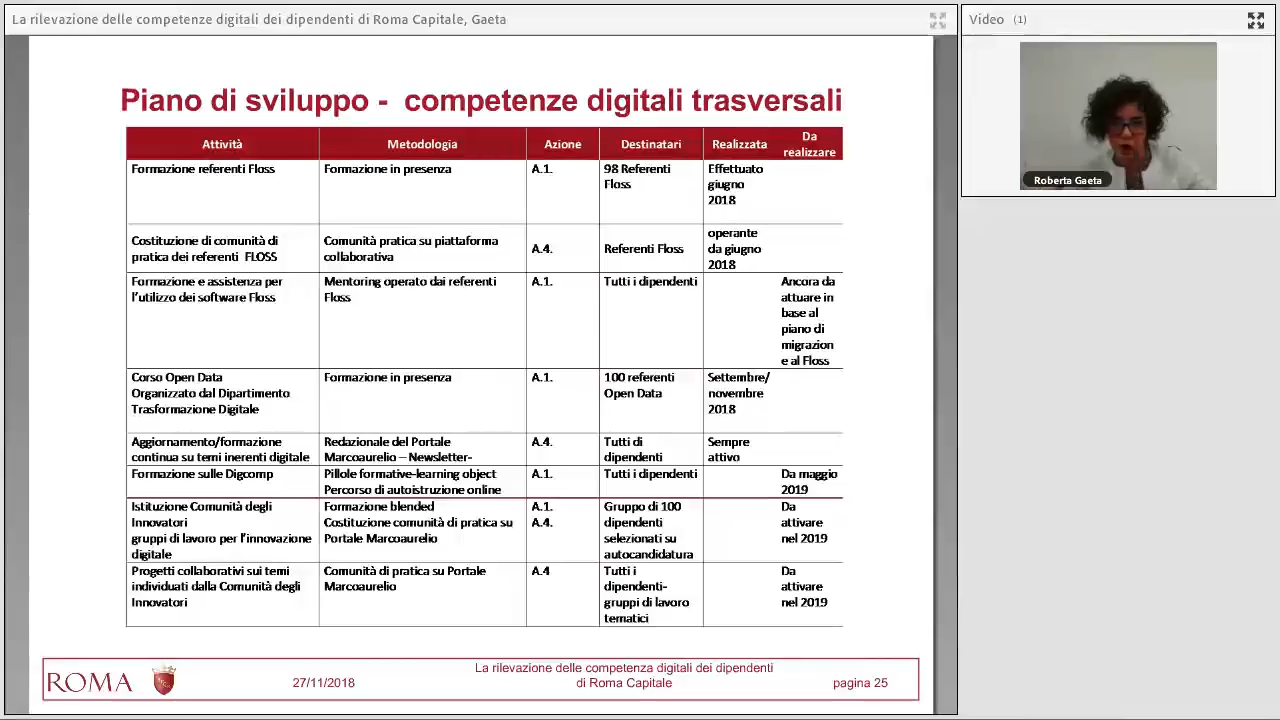 La rilevazione delle competenze digitali dei dipendenti di Roma Capitale, Gaeta
Video (1)
Roberta Gaeta
Piano di sviluppo - competenze digitali trasversali
Attività Metodologia Azione Destinatari Realizzata Da
realizzare
Formazione referenti Floss Formazione in presenza A.1. 98 Referenti Effettuato
Floss giugno
2018
operante
Costituzione di comunità di Comunità pratica su piattaforma A.4. Referenti Floss da giugno
pratica dei referenti FLOSS collaborativa 2018
Formazione e assistenza per Mentoring operato dai referenti A.1. Tutti i dipendenti Ancora da
l'utilizzo dei software Floss Floss attuare in
base al
piano di
migrazion
e al Floss
Corso Open Data Formazione in presenza A.1. 100 referenti Settembre/
Organizzato dal Dipartimento Open Data novembre
Trasformazione Digitale 2018
Aggiornamento/formazione Redazionale del Portale A.4. Tutti di Sempre
continua su temi inerenti digitale Marcoaurelio – Newsletter- dipendenti attivo
Formazione sulle Digcomp Pillole formative-learning object A.1. Tutti i dipendenti Da maggio
Percorso di autoistruzione online 2019
Istituzione Comunità degli Formazione blended A.1. Gruppo di 100 Da
Innovatori Costituzione comunità di pratica su A.4. dipendenti attivare
gruppi di lavoro per l'innovazione Portale Marcoaurelio selezionati su nel 2019
digitale autocandidatura
Progetti collaborativi sui temi Comunità di pratica su Portale A.4 Tutti i Da
individuati dalla Comunità degli Marcoaurelio dipendenti- attivare
Innovatori gruppi di lavoro nel 2019
tematici
ROMA
27/11/2018
La rilevazione delle competenza digitali dei dipendenti
di Roma Capitale
pagina 25